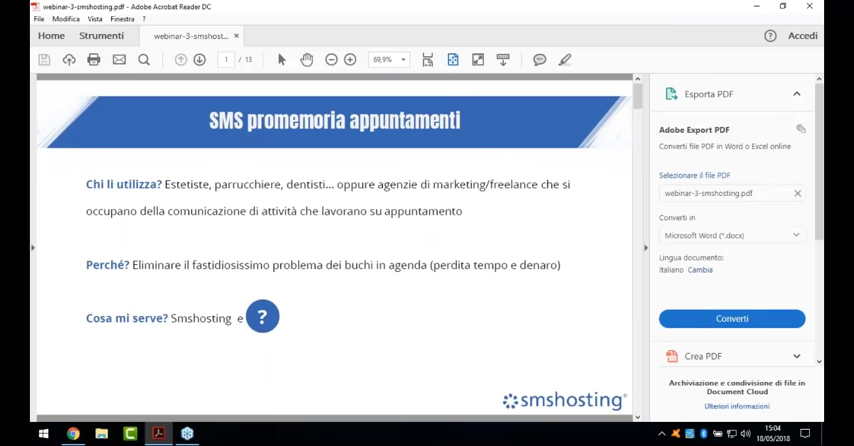 webinar-3-smshosting.pdf - Adobe Acrobat Reader DC
File Modifica Vista Finestra ?
Home Strumenti webinar-3-smshost... × ? Accedi
1 / 13 69,9%
Esporta PDF
SMS promemoria appuntamenti
Adobe Export PDF
Converti file PDF in Word o Excel online
Chi li utilizza? Estetiste, parrucchiere, dentisti... oppure agenzie di marketing/freelance che si
occupano della comunicazione di attività che lavorano su appuntamento
Perché? Eliminare il fastidiosissimo problema dei buchi in agenda (perdita tempo e denaro)
Cosa mi serve? Smshosting e ?
smshosting
Selezionare il file PDF
webinar-3-smshosting.pdf
Converti in
Microsoft Word (*.docx)
Lingua documento:
Italiano Cambia
Converti
Crea PDF
Archiviazione e condivisione di file in
Document Cloud
Ulteriori informazioni
15:04
18/05/2018